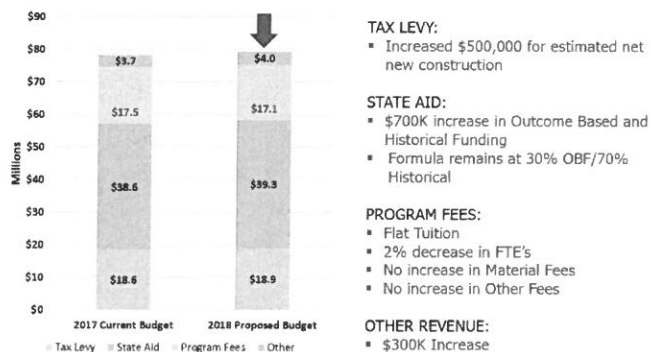 $90
$80
$70
$60
$50
$40
$30
$20
$10
$0
Millions
$3.7
$17.5
$38.6
$18.6
$4.0
$17.1
$39.3
$18.9
2017 Current Budget
2018 Proposed Budget
Tax Levy State Aid Program Fees Other
TAX LEVY:
▪ Increased $500,000 for estimated net
new construction
STATE AID:
▪ $700K increase in Outcome Based and
Historical Funding
▪ Formula remains at 30% OBF/70%
Historical
PROGRAM FEES:
▪ Flat Tuition
▪ 2% decrease in FTE's
▪ No increase in Material Fees
▪ No increase in Other Fees
OTHER REVENUE:
▪ $300K Increase